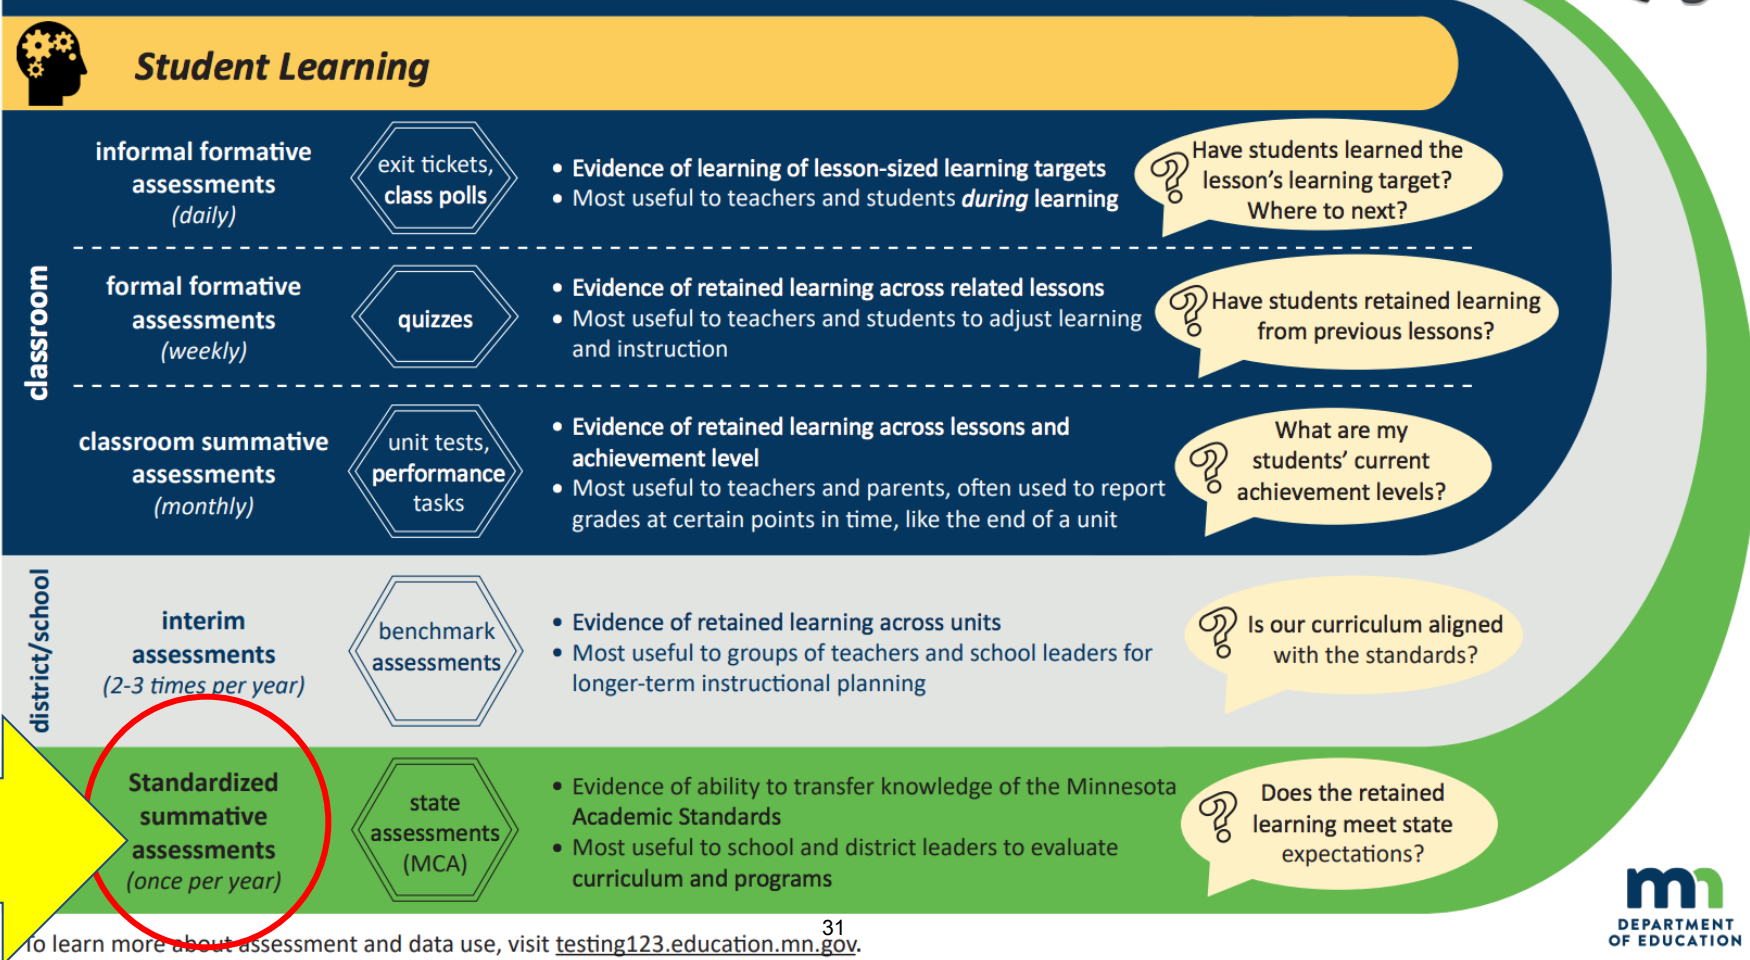 Student Learning
classroom
informal formative
assessments
(daily)
exit tickets,
class polls
• Evidence of learning of lesson-sized learning targets
• Most useful to teachers and students during learning
Have students learned the
lesson's learning target?
Where to next?
formal formative
assessments
(weekly)
quizzes
• Evidence of retained learning across related lessons
• Most useful to teachers and students to adjust learning
and instruction
Have students retained learning
from previous lessons?
classroom summative
assessments
(monthly)
unit tests,
performance
tasks
• Evidence of retained learning across lessons and
achievement level
• Most useful to teachers and parents, often used to report
grades at certain points in time, like the end of a unit
What are my
students' current
achievement levels?
district/school
interim
assessments
(2-3 times per year)
benchmark
assessments
• Evidence of retained learning across units
• Most useful to groups of teachers and school leaders for
longer-term instructional planning
Is our curriculum aligned
with the standards?
Standardized
summative
assessments
(once per year)
state
assessments
(MCA)
• Evidence of ability to transfer knowledge of the Minnesota
Academic Standards
• Most useful to school and district leaders to evaluate
curriculum and programs
Does the retained
learning meet state
expectations?
31
To learn more about assessment and data use, visit testing123.education.mn.gov.
mn
DEPARTMENT
OF EDUCATION